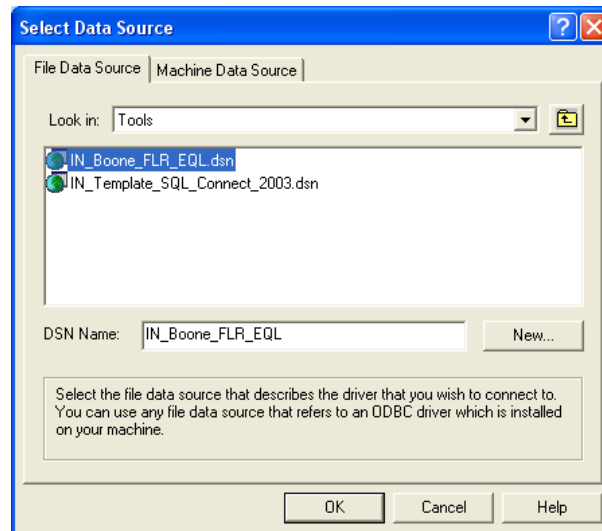 Select Data Source
File Data Source Machine Data Source
Look in: Tools
IN_Boone_FLR_EQL.dsn
IN_Template_SQL_Connect_2003.dsn
DSN Name: IN_Boone_FLR_EQL New...
Select the file data source that describes the driver that you wish to connect to.
You can use any file data source that refers to an ODBC driver which is installed
on your machine.
OK Cancel Help